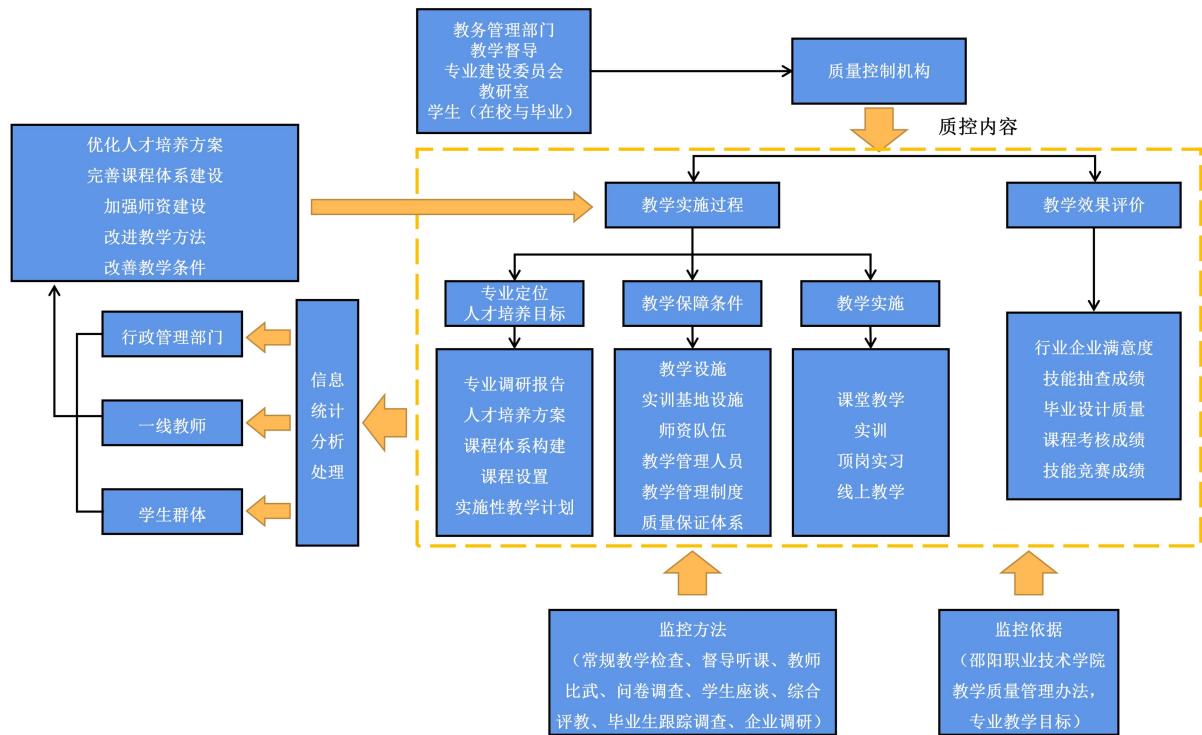 教务管理部门
教学督导
专业建设委员会
教研室
学生（在校与毕业）
质量控制机构
质控内容
优化人才培养方案
完善课程体系建设
加强师资建设
改进教学方法
改善教学条件
教学实施过程
教学效果评价
专业定位
人才培养目标
教学保障条件
教学实施
行政管理部门
一线教师
学生群体
信息
统计
分析
处理
专业调研报告
人才培养方案
课程体系构建
课程设置
实施性教学计划
教学设施
实训基地设施
师资队伍
教学管理人员
教学管理制度
质量保证体系
课堂教学
实训
顶岗实习
线上教学
行业企业满意度
技能抽查成绩
毕业设计质量
课程考核成绩
技能竞赛成绩
监控方法
（常规教学检查、督导听课、教师
比武、问卷调查、学生座谈、综合
评教、毕业生跟踪调查、企业调研）
监控依据
（邵阳职业技术学院
教学质量管理办法，
专业教学目标）